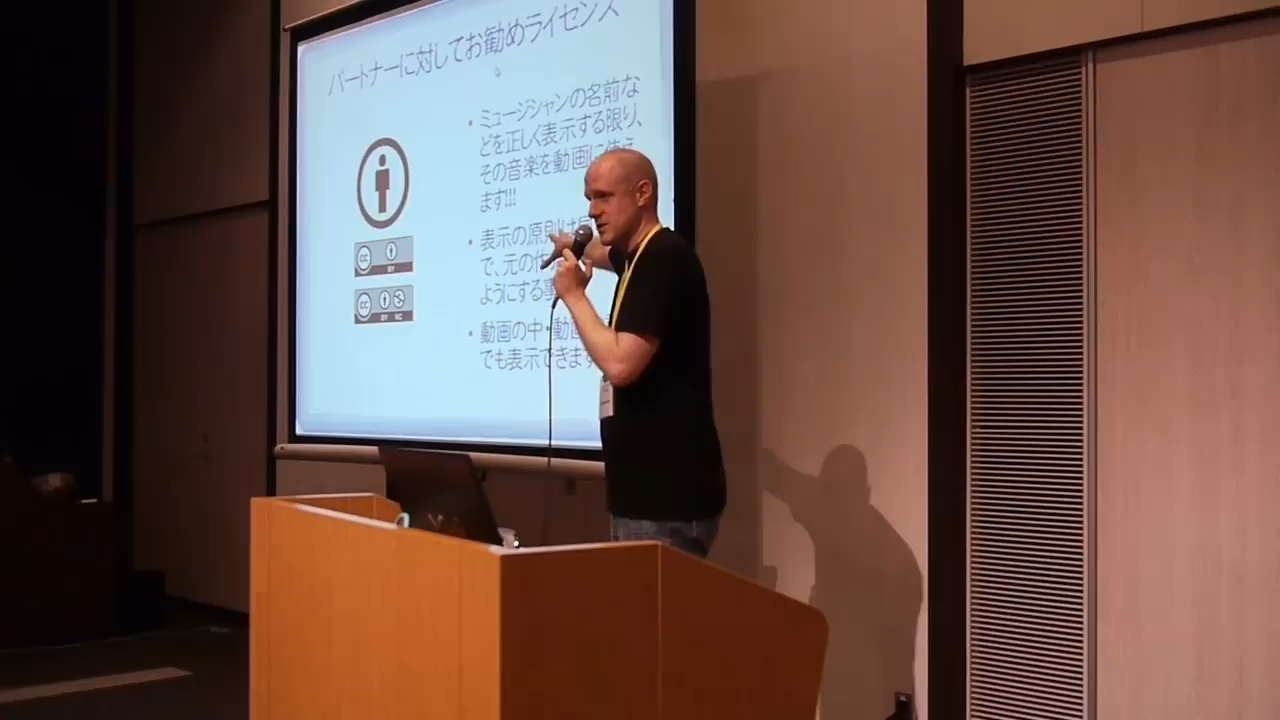 パートナーに対してお勧めライセンス
・ミュージシャンの名前な
どを正しく表示する限り、
その音楽を動画に使え
ます!!!
・表示の原則は
で、元の作
ようにする事
・動画の中・動画
でも表示できます
CC BY
CC BY NC